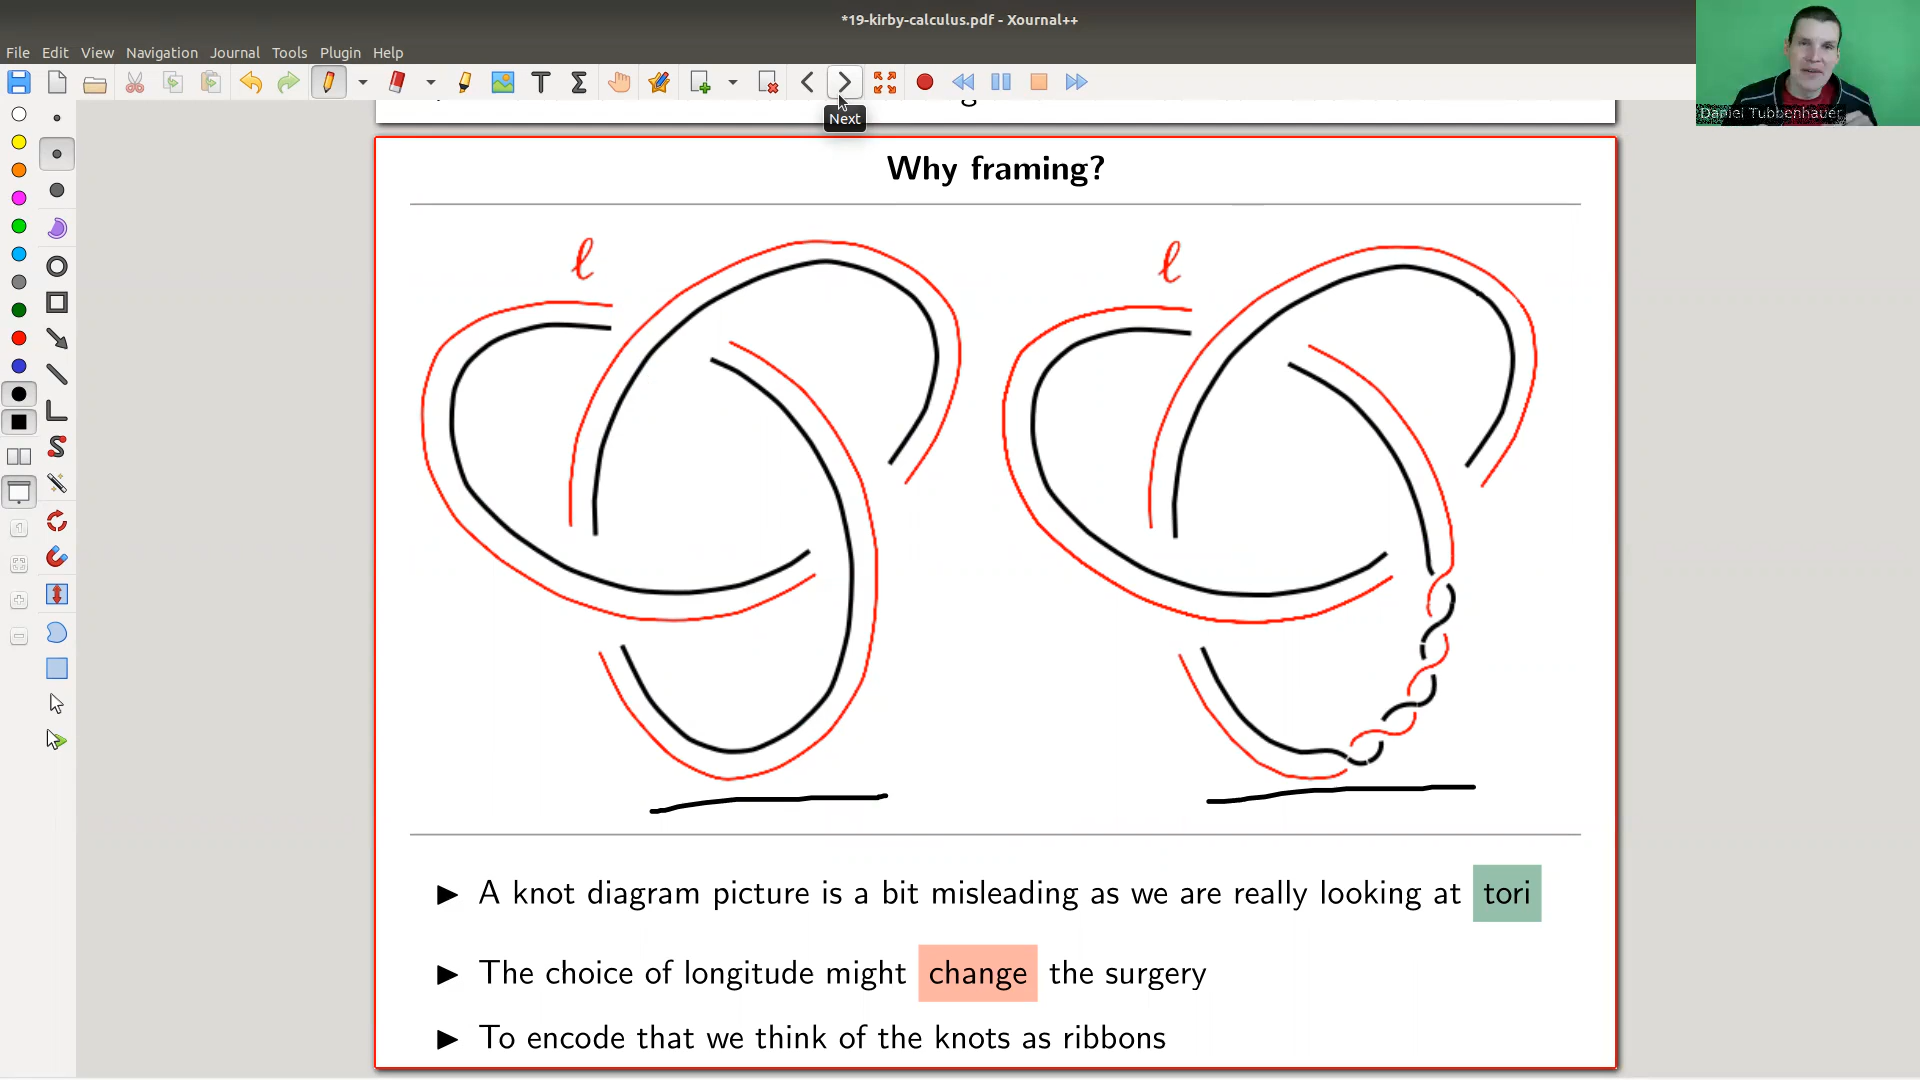 *19-kirby-calculus.pdf - Xournal++
File Edit View Navigation Journal Tools Plugin Help
Next
Daniel Tubbenhauer
Why framing?
ℓ ℓ
► A knot diagram picture is a bit misleading as we are really looking at tori
► The choice of longitude might change the surgery
► To encode that we think of the knots as ribbons